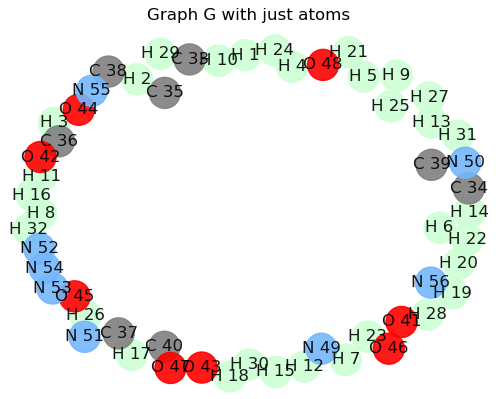 Graph G with just atoms
H 29
C 33
H 10
H 1
H 24
H 4
O 48
H 21
H 5
H 9
C 38
H 2
C 35
N 55
H 25
H 27
O 44
H 3
H 13
H 31
C 36
O 42
C 39
N 50
H 11
C 34
H 16
H 8
H 14
H 32
H 6
H 22
N 52
N 54
H 20
N 53
O 45
N 56
H 19
H 26
H 28
O 41
N 51
C 37
H 23
H 17
C 40
N 49
O 46
O 47
O 43
H 30
H 7
H 18
H 15
H 12